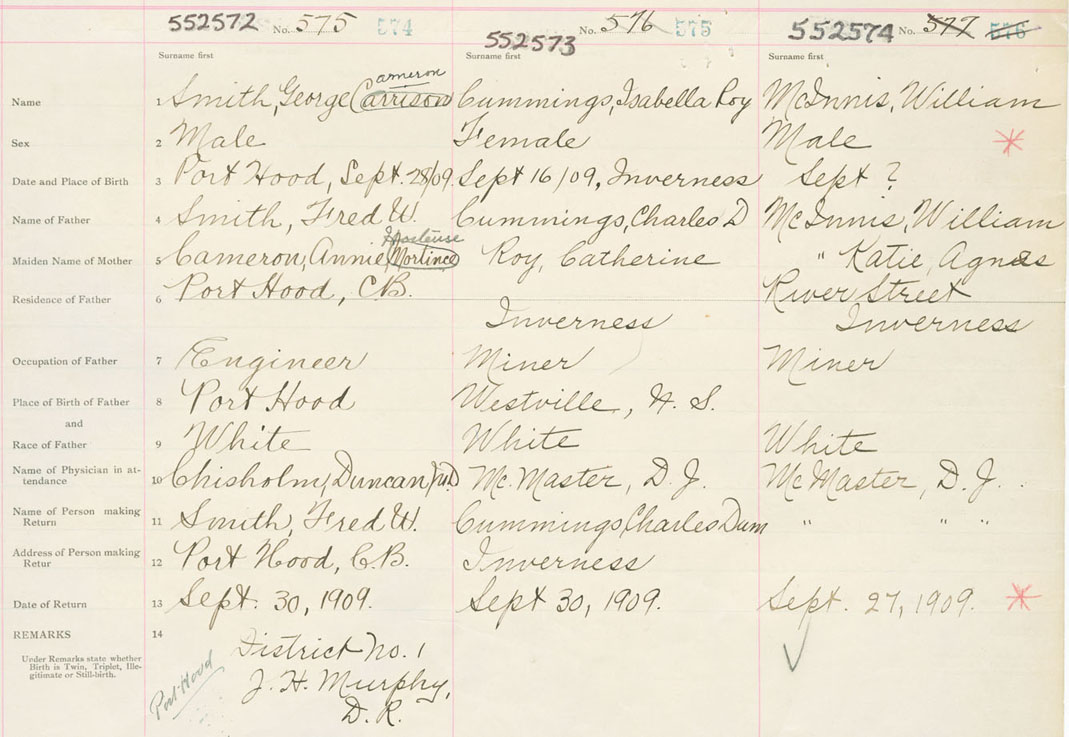 552572 No. 575 574
552573 No. 576 575
552574 No. 577 576
Surname first Surname first Surname first
Name 1 Smith, George Carrison Cameron Cummings, Isabella Roy McInnis, William
Sex 2 Male Female Male *
Date and Place of Birth 3 Port Hood, Sept. 28/09. Sept 16/09, Inverness Sept ?
Name of Father 4 Smith, Fred W. Cummings, Charles D McInnis, William
Maiden Name of Mother 5 Cameron, Annie Mortince Hortense Roy, Catherine " Katie, Agnes
Residence of Father 6 Port Hood, C.B. Inverness River Street
Inverness
Occupation of Father 7 Engineer Miner Miner
Place of Birth of Father 8 Port Hood Westville, N. S.
and
Race of Father 9 White White White
Name of Physician in at-
tendance 10 Chisholm, Duncan, M.D McMaster, D. J. McMaster, D. J.
Name of Person making
Return 11 Smith, Fred W. Cummings, Charles Dum " " "
Address of Person making
Retur 12 Port Hood, C.B. Inverness
Date of Return 13 Sept. 30, 1909. Sept 30, 1909. Sept. 27, 1909. *
REMARKS 14
Under Remarks state whether
Birth is Twin, Triplet, Ille-
gitimate or Still-birth.
District No. 1
J. H. Murphy,
D. R.
Port Hood